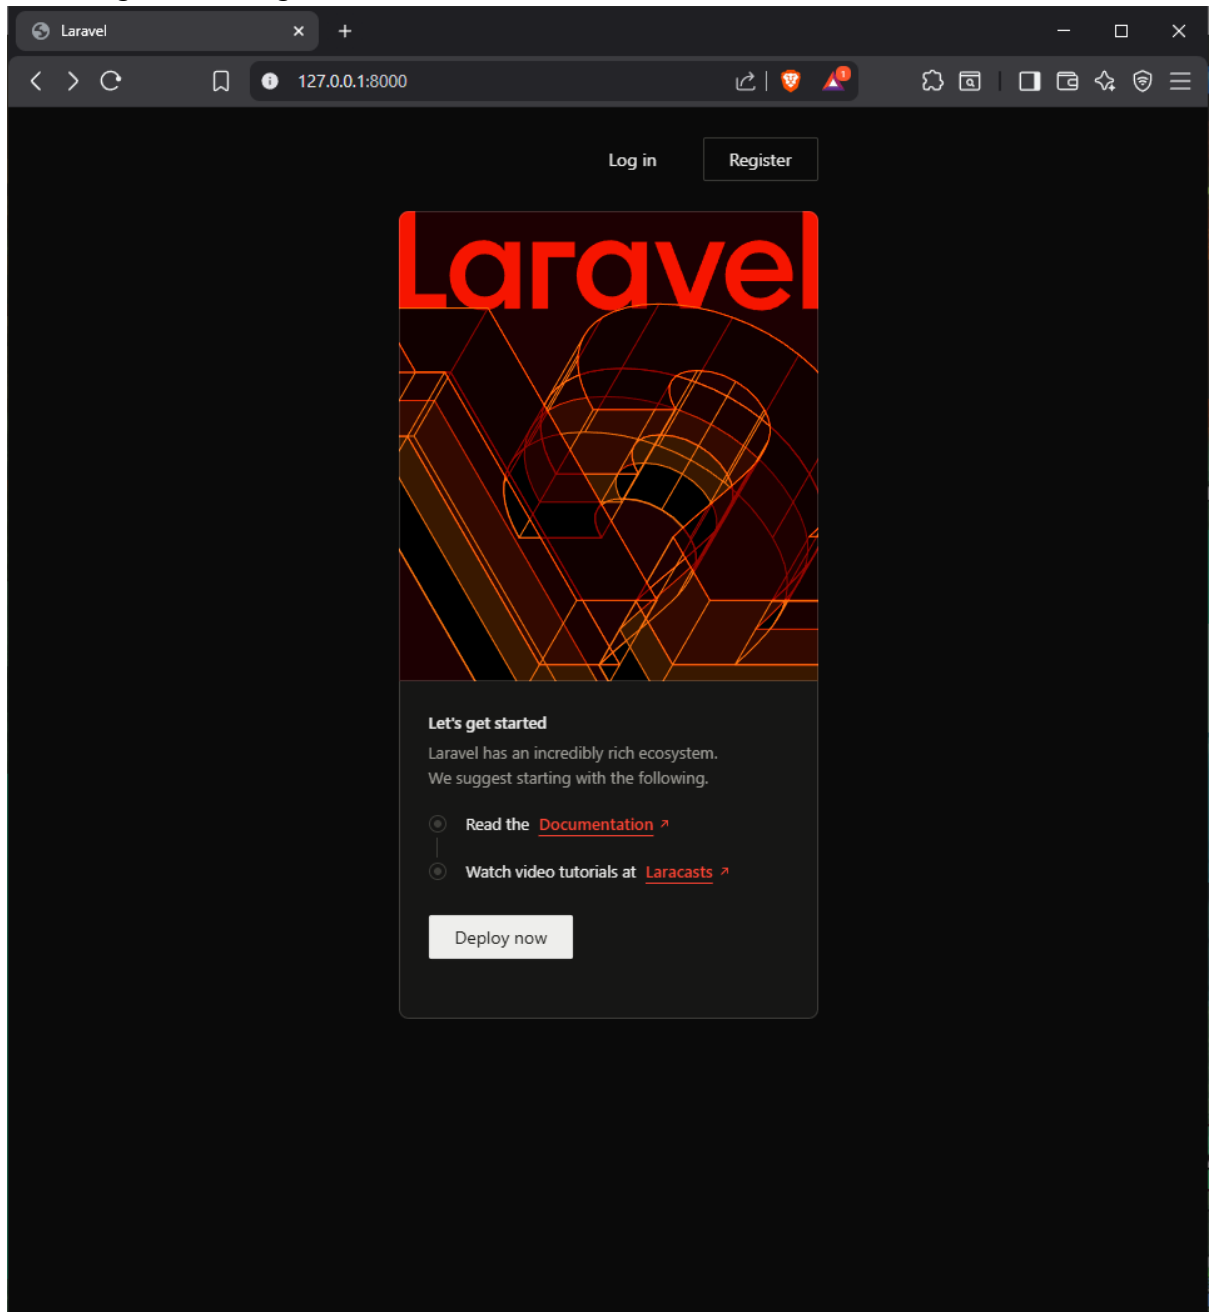 Laravel
127.0.0.1:8000
1
Log in
Register
Laravel
Let's get started
Laravel has an incredibly rich ecosystem.
We suggest starting with the following.
Read the Documentation
Watch video tutorials at Laracasts
Deploy now